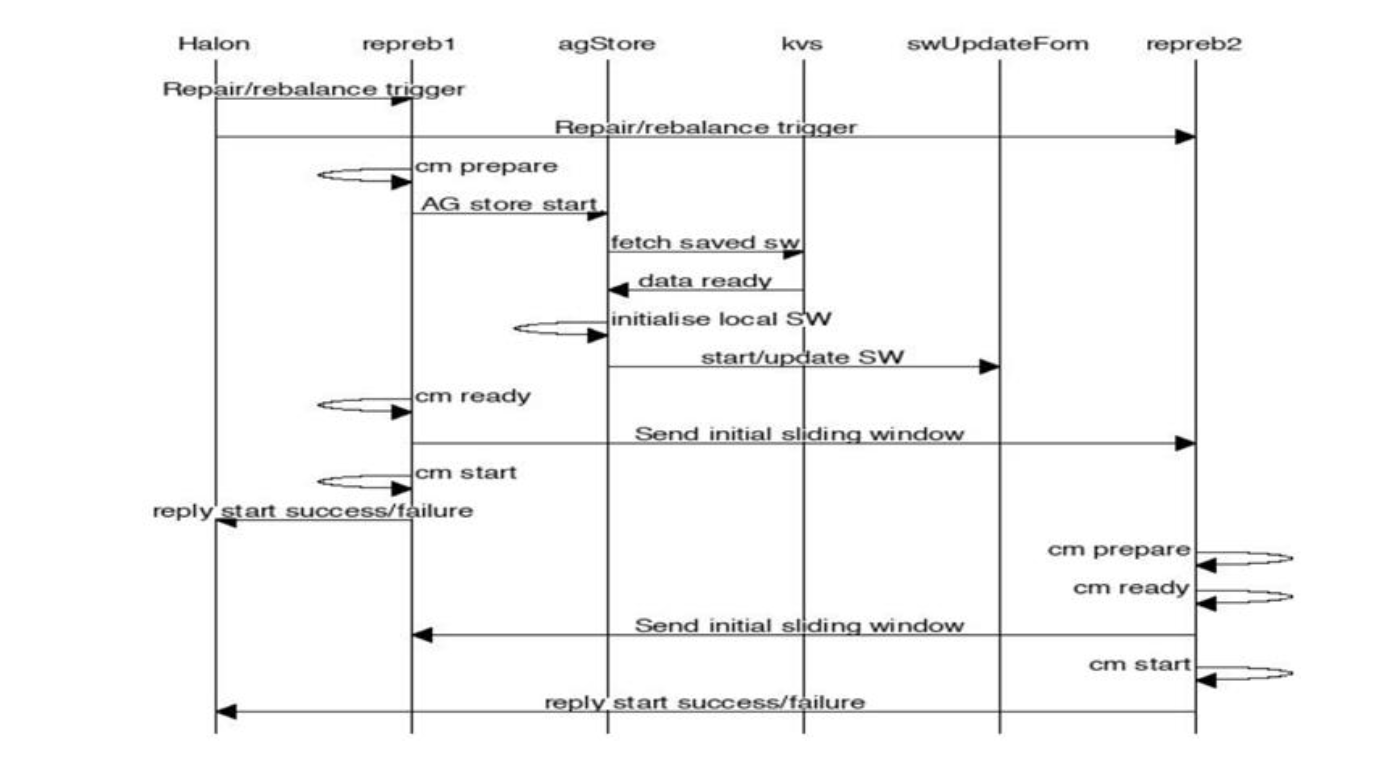 Halon repreb1 agStore kvs swUpdateFom repreb2
Repair/rebalance trigger
Repair/rebalance trigger
cm prepare
AG store start
fetch saved sw
data ready
initialise local SW
start/update SW
cm ready
Send initial sliding window
cm start
reply start success/failure
cm prepare
cm ready
Send initial sliding window
cm start
reply start success/failure